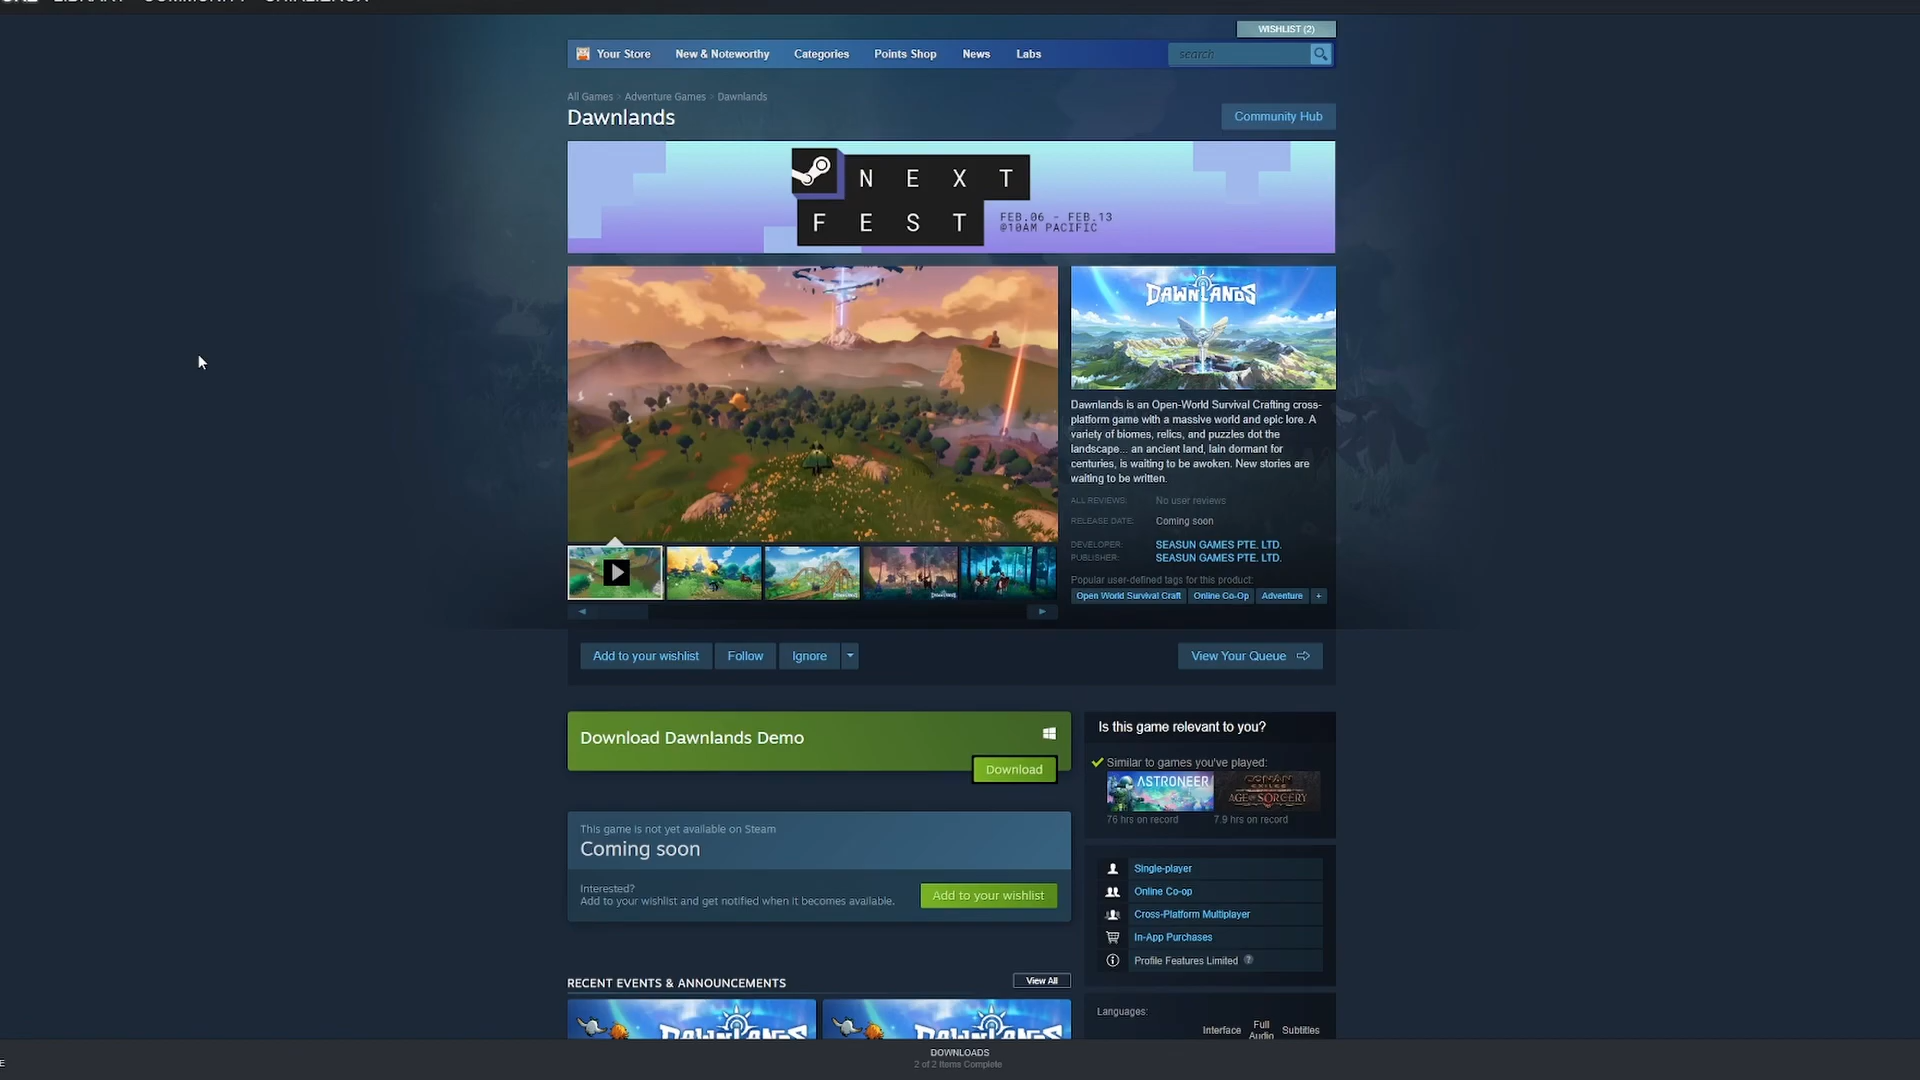 WISHLIST (2)
Your Store
New & Noteworthy
Categories
Points Shop
News
Labs
search
All Games > Adventure Games > Dawnlands
Dawnlands
Community Hub
NEXT
FEST
FEB.06 - FEB.13
@10AM PACIFIC
DAWNLANDS
Dawnlands is an Open-World Survival Crafting cross-
platform game with a massive world and epic lore. A
variety of biomes, relics, and puzzles dot the
landscape... an ancient land, lain dormant for
centuries, is waiting to be awoken. New stories are
waiting to be written.
ALL REVIEWS: No user reviews
RELEASE DATE: Coming soon
DEVELOPER: SEASUN GAMES PTE. LTD.
PUBLISHER: SEASUN GAMES PTE. LTD.
Popular user-defined tags for this product:
Open World Survival Craft
Online Co-Op
Adventure
+
Add to your wishlist
Follow
Ignore
View Your Queue
Download Dawnlands Demo
Download
This game is not yet available on Steam
Coming soon
Interested?
Add to your wishlist and get notified when it becomes available.
Add to your wishlist
RECENT EVENTS & ANNOUNCEMENTS
View All
DAWNLANDS
DAWNLANDS
Is this game relevant to you?
Similar to games you've played:
ASTRONEER
CONAN
EXILES
AGE OF SORCERY
76 hrs on record
7.9 hrs on record
Single-player
Online Co-op
Cross-Platform Multiplayer
In-App Purchases
Profile Features Limited ?
Languages:
Interface
Full
Audio
Subtitles
DOWNLOADS
2 of 2 Items Complete